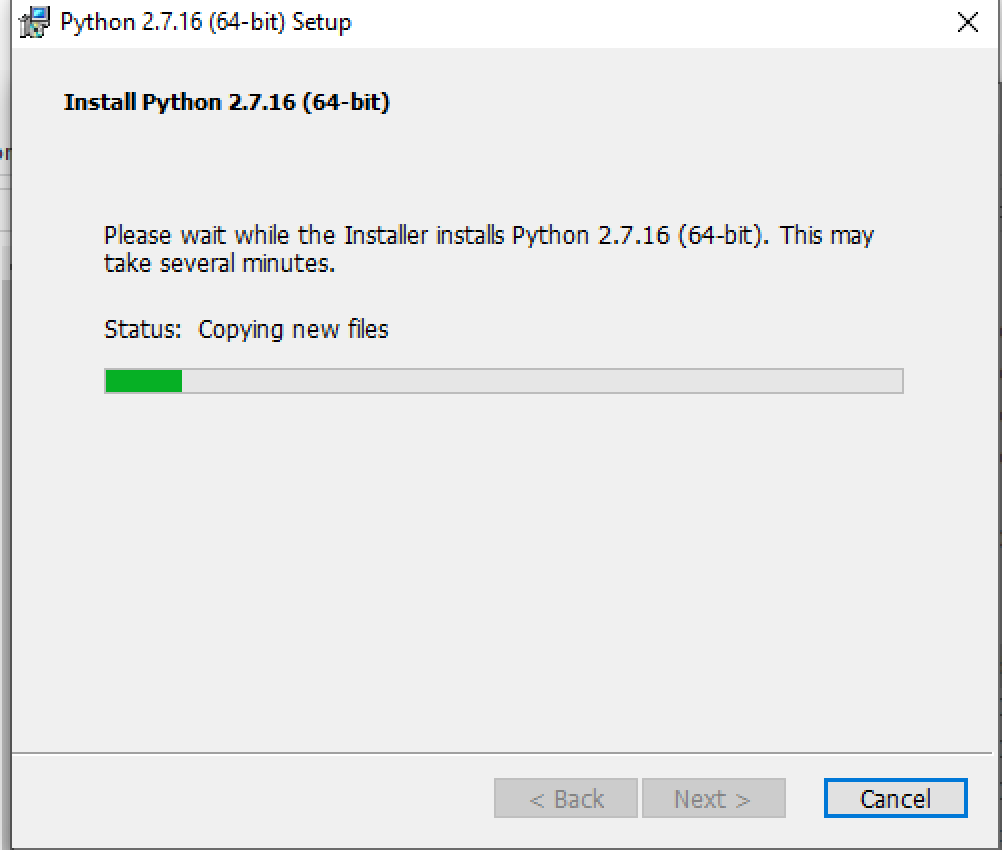 Python 2.7.16 (64-bit) Setup
Install Python 2.7.16 (64-bit)
Please wait while the Installer installs Python 2.7.16 (64-bit). This may
take several minutes.
Status: Copying new files
< Back
Next >
Cancel